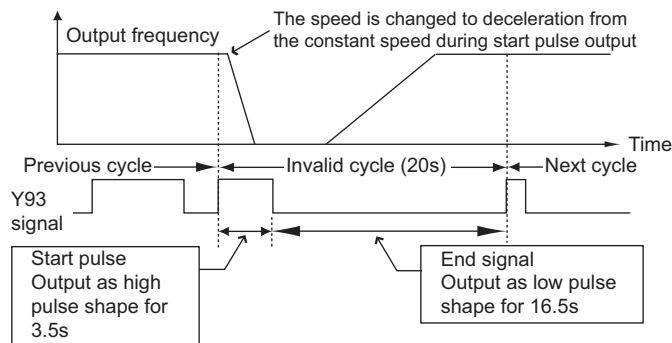 Output frequency
The speed is changed to deceleration from
the constant speed during start pulse output
Time
Previous cycle
Invalid cycle (20s)
Next cycle
Y93
signal
Start pulse
Output as high
pulse shape for
3.5s
End signal
Output as low pulse
shape for 16.5s